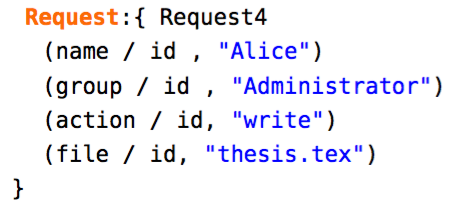 Request:{ Request4
(name / id , "Alice")
(group / id , "Administrator")
(action / id, "write")
(file / id, "thesis.tex")
}